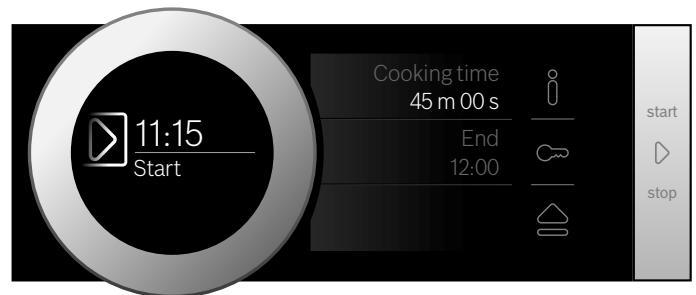 11:15
Start
Cooking time
45 m 00 s
End
12:00
start
stop